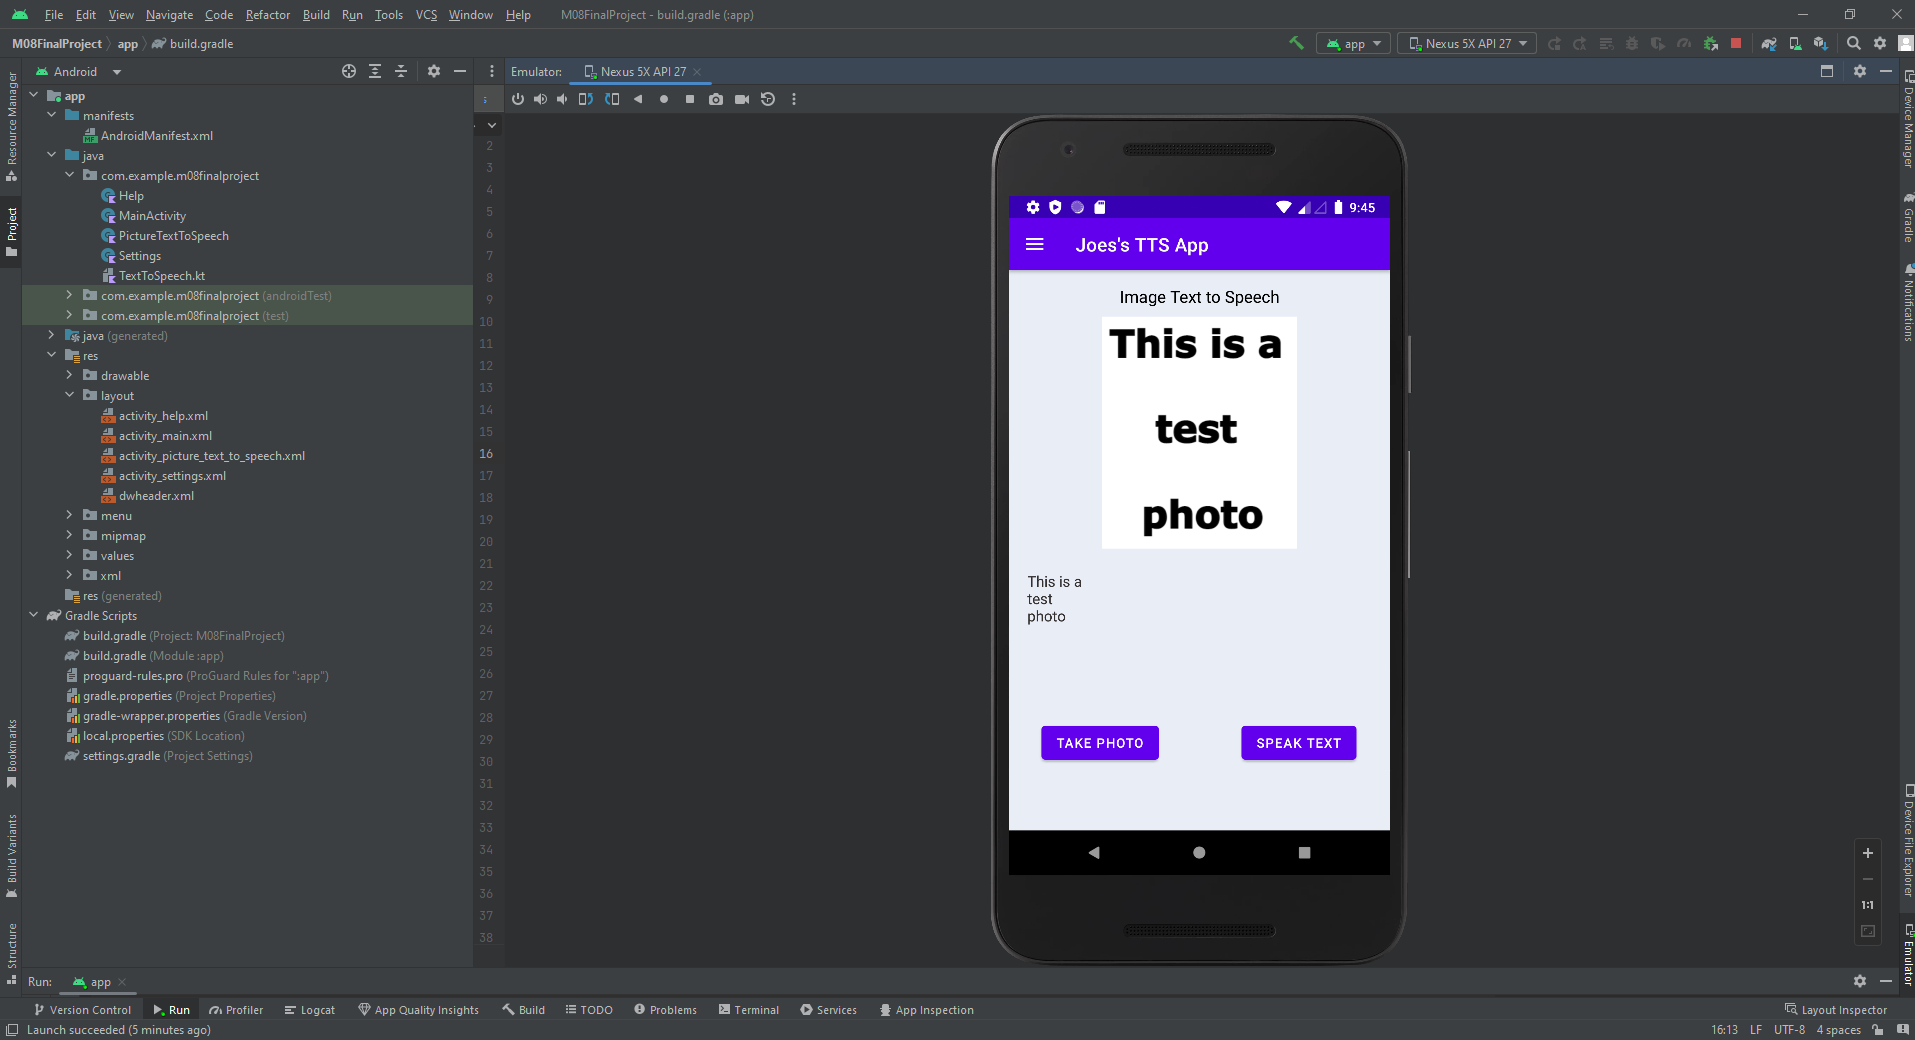 File Edit View Navigate Code Refactor Build Run Tools VCS Window Help M08FinalProject - build.gradle (:app)
M08FinalProject app build.gradle
app Nexus 5X API 27
Android
Emulator: Nexus 5X API 27
Resource Manager
Project
Bookmarks
Build Variants
Structure
app
manifests
AndroidManifest.xml
java
com.example.m08finalproject
Help
MainActivity
PictureTextToSpeech
Settings
TextToSpeech.kt
com.example.m08finalproject (androidTest)
com.example.m08finalproject (test)
java (generated)
res
drawable
layout
activity_help.xml
activity_main.xml
activity_picture_text_to_speech.xml
activity_settings.xml
dwheader.xml
menu
mipmap
values
xml
res (generated)
Gradle Scripts
build.gradle (Project: M08FinalProject)
build.gradle (Module :app)
proguard-rules.pro (ProGuard Rules for ":app")
gradle.properties (Project Properties)
gradle-wrapper.properties (Gradle Version)
local.properties (SDK Location)
settings.gradle (Project Settings)
2
3
4
5
6
7
8
9
10
11
12
13
14
15
16
17
18
19
20
21
22
23
24
25
26
27
28
29
30
31
32
33
34
35
36
37
38
9:45
Joes's TTS App
Image Text to Speech
This is a
test
photo
This is a
test
photo
TAKE PHOTO SPEAK TEXT
1:1
Device Manager
Gradle
Notifications
Device File Explorer
Emulator
Run: app
Version Control Run Profiler Logcat App Quality Insights Build TODO Problems Terminal Services App Inspection Layout Inspector
Launch succeeded (5 minutes ago) 16:13 LF UTF-8 4 spaces